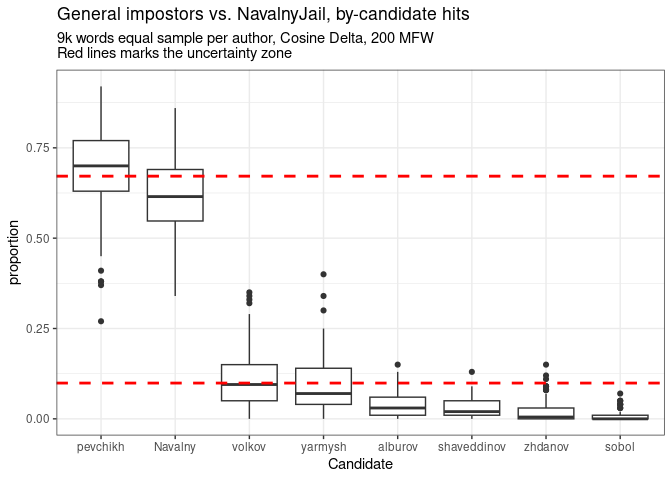 General impostors vs. NavalnyJail, by-candidate hits
9k words equal sample per author, Cosine Delta, 200 MFW
Red lines marks the uncertainty zone
proportion
0.75
0.50
0.25
0.00
pevchikh Navalny volkov yarmysh alburov shaveddinov zhdanov sobol
Candidate